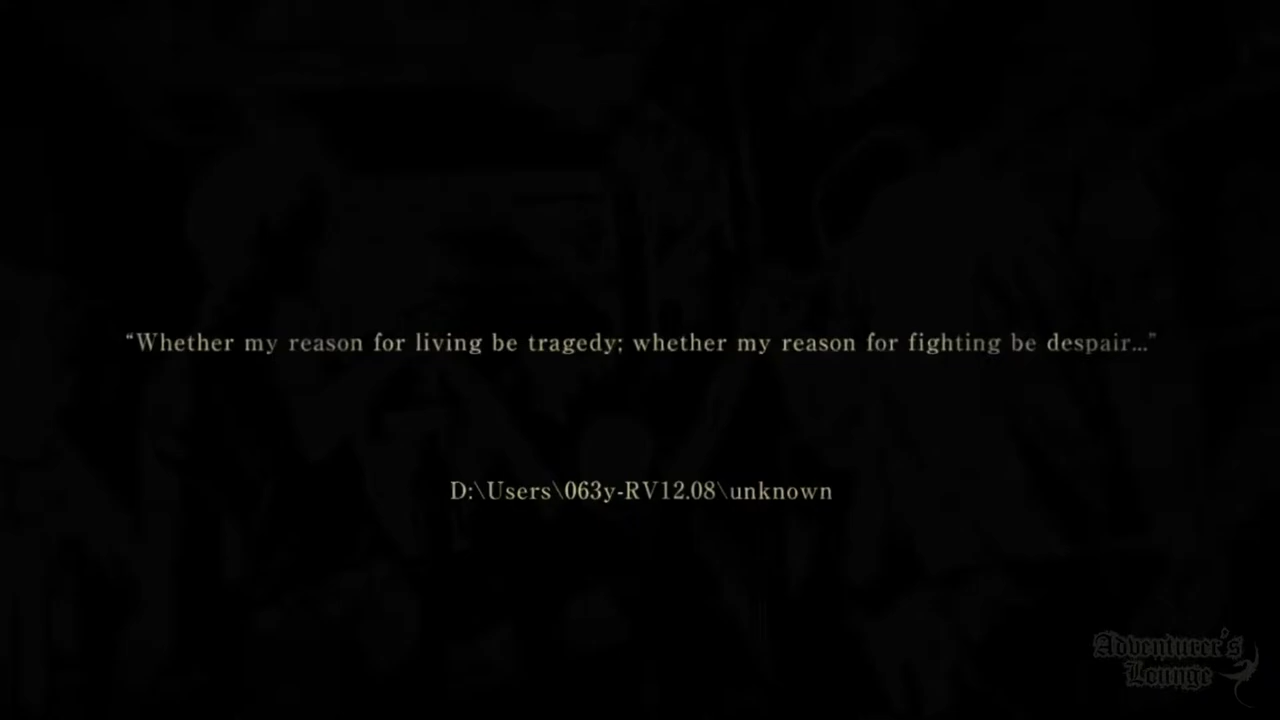 “Whether my reason for living be tragedy; whether my reason for fighting be despair...”
D:\Users\063y-RV12.08\unknown
Adventurer's
Lounge